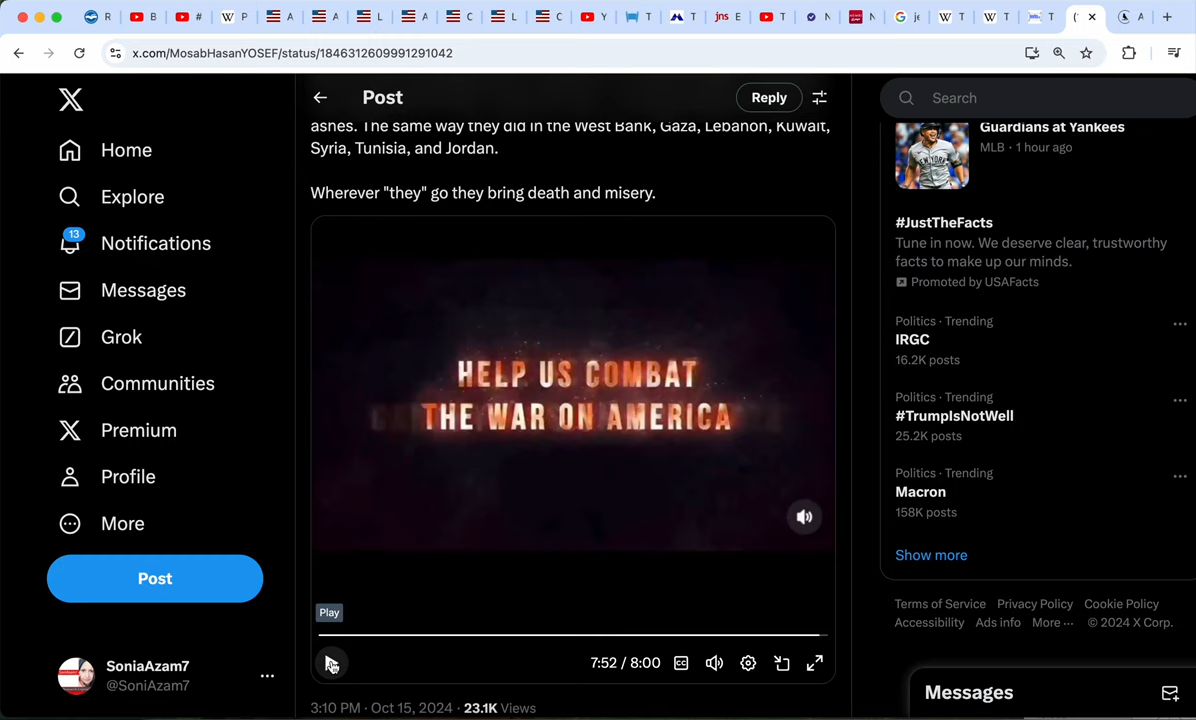 R
B
#
P
A
A
L
A
C
L
C
Y
T
T
jns E
T
N
N
T
T
T
A
x.com/MosabHasanYOSEF/status/1846312609991291042
Post
Reply
Search
Home
Explore
13
Notifications
Messages
Grok
Communities
Premium
Profile
More
Post
SoniaAzam7
@SoniAzam7
ashes. The same way they did in the West Bank, Gaza, Lebanon, Kuwait,
Syria, Tunisia, and Jordan.
Wherever "they" go they bring death and misery.
HELP US COMBAT
THE WAR ON AMERICA
Play
7:52 / 8:00
CC
3:10 PM · Oct 15, 2024 · 23.1K Views
Guardians at Yankees
MLB · 1 hour ago
#JustTheFacts
Tune in now. We deserve clear, trustworthy
facts to make up our minds.
Promoted by USAFacts
Politics · Trending
IRGC
16.2K posts
Politics · Trending
#TrumpIsNotWell
25.2K posts
Politics · Trending
Macron
158K posts
Show more
Terms of Service Privacy Policy Cookie Policy
Accessibility Ads info More ··· © 2024 X Corp.
Messages